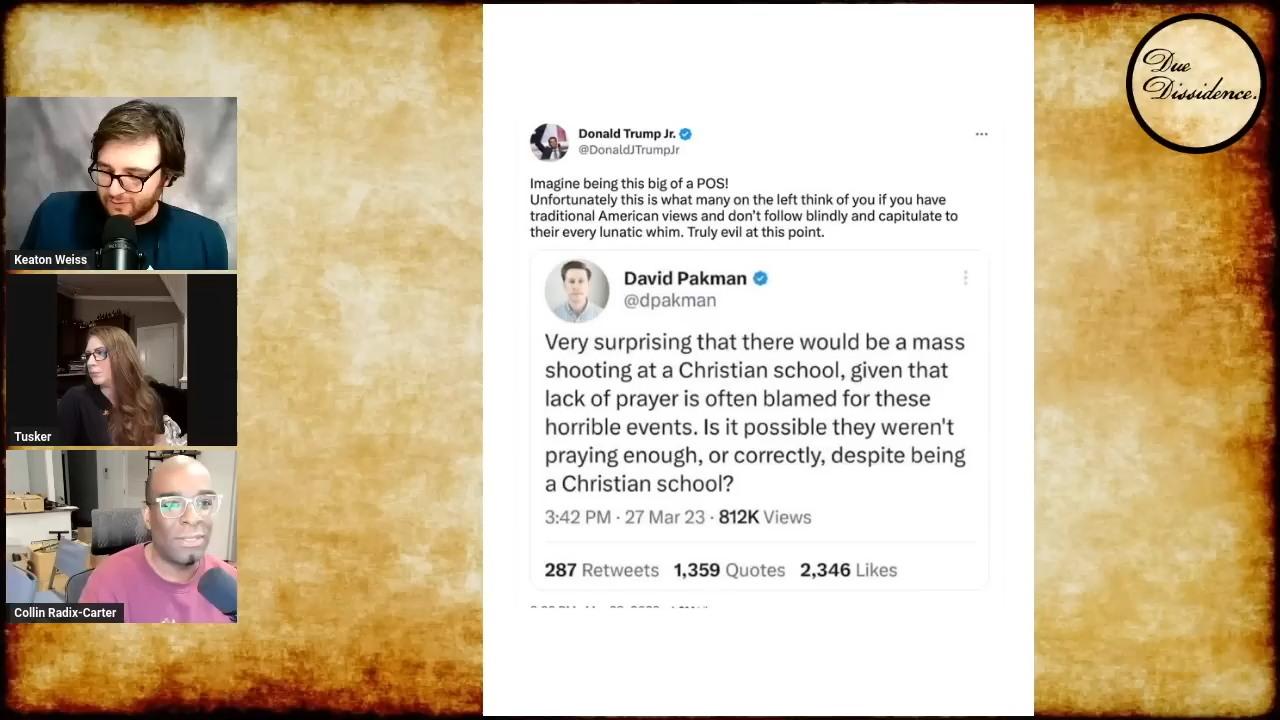 Due
Dissidence.
Keaton Weiss
Tusker
Collin Radix-Carter
Donald Trump Jr.
@DonaldJTrumpJr
Imagine being this big of a POS!
Unfortunately this is what many on the left think of you if you have
traditional American views and don't follow blindly and capitulate to
their every lunatic whim. Truly evil at this point.
David Pakman
@dpakman
Very surprising that there would be a mass
shooting at a Christian school, given that
lack of prayer is often blamed for these
horrible events. Is it possible they weren't
praying enough, or correctly, despite being
a Christian school?
3:42 PM · 27 Mar 23 · 812K Views
287 Retweets 1,359 Quotes 2,346 Likes